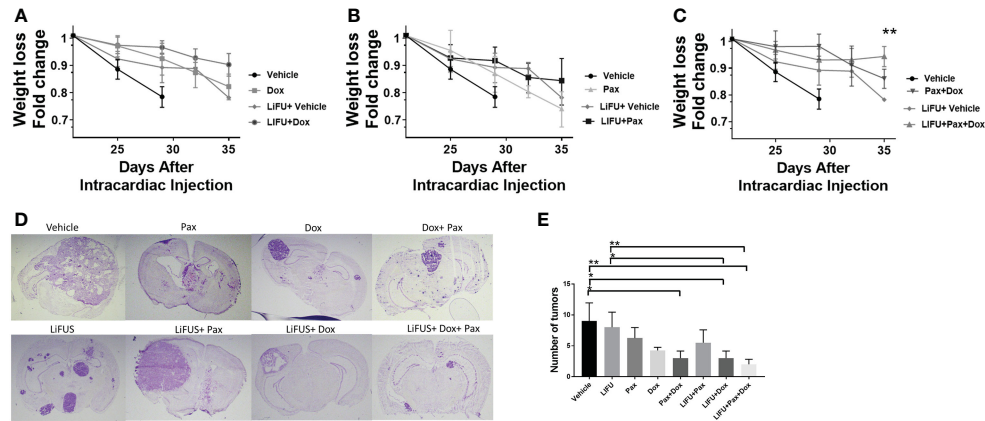 A
Weight loss
Fold change
1
0.9
0.8
0.7
25
30
35
Days After
Intracardiac Injection
Vehicle
Dox
LiFU+ Vehicle
LIFU+Dox
B
Weight loss
Fold change
1
0.9
0.8
0.7
25
30
35
Days After
Intracardiac Injection
Vehicle
Pax
LiFU+ Vehicle
LIFU+Pax
C
Weight loss
Fold change
1
0.9
0.8
0.7
25
30
35
Days After
Intracardiac Injection
**
Vehicle
Pax+Dox
LiFU+ Vehicle
LIFU+Pax+Dox
D
Vehicle
Pax
Dox
Dox+ Pax
LiFUS
LiFUS+ Pax
LiFUS+ Dox
LiFUS+ Dox+ Pax
E
**
*
**
*
*
Number of tumors
15
10
5
0
Vehicle
LIFU
Pax
Dox
Pax+Dox
LIFU+Pax
LIFU+Dox
LIFU+Pax+Dox